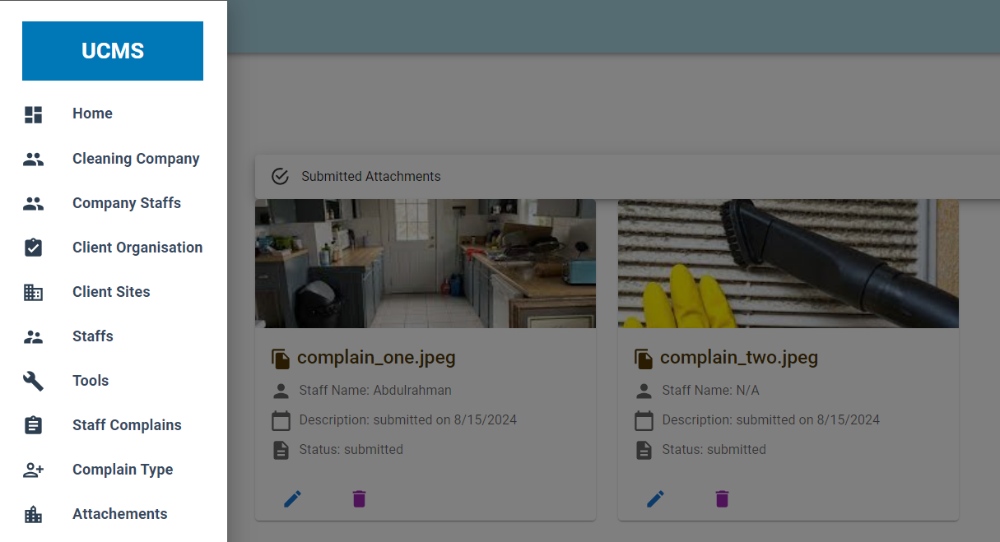 UCMS
Home
Cleaning Company
Company Staffs
Client Organisation
Client Sites
Staffs
Tools
Staff Complains
Complain Type
Attachements
Submitted Attachments
complain_one.jpeg
Staff Name: Abdulrahman
Description: submitted on 8/15/2024
Status: submitted
complain_two.jpeg
Staff Name: N/A
Description: submitted on 8/15/2024
Status: submitted